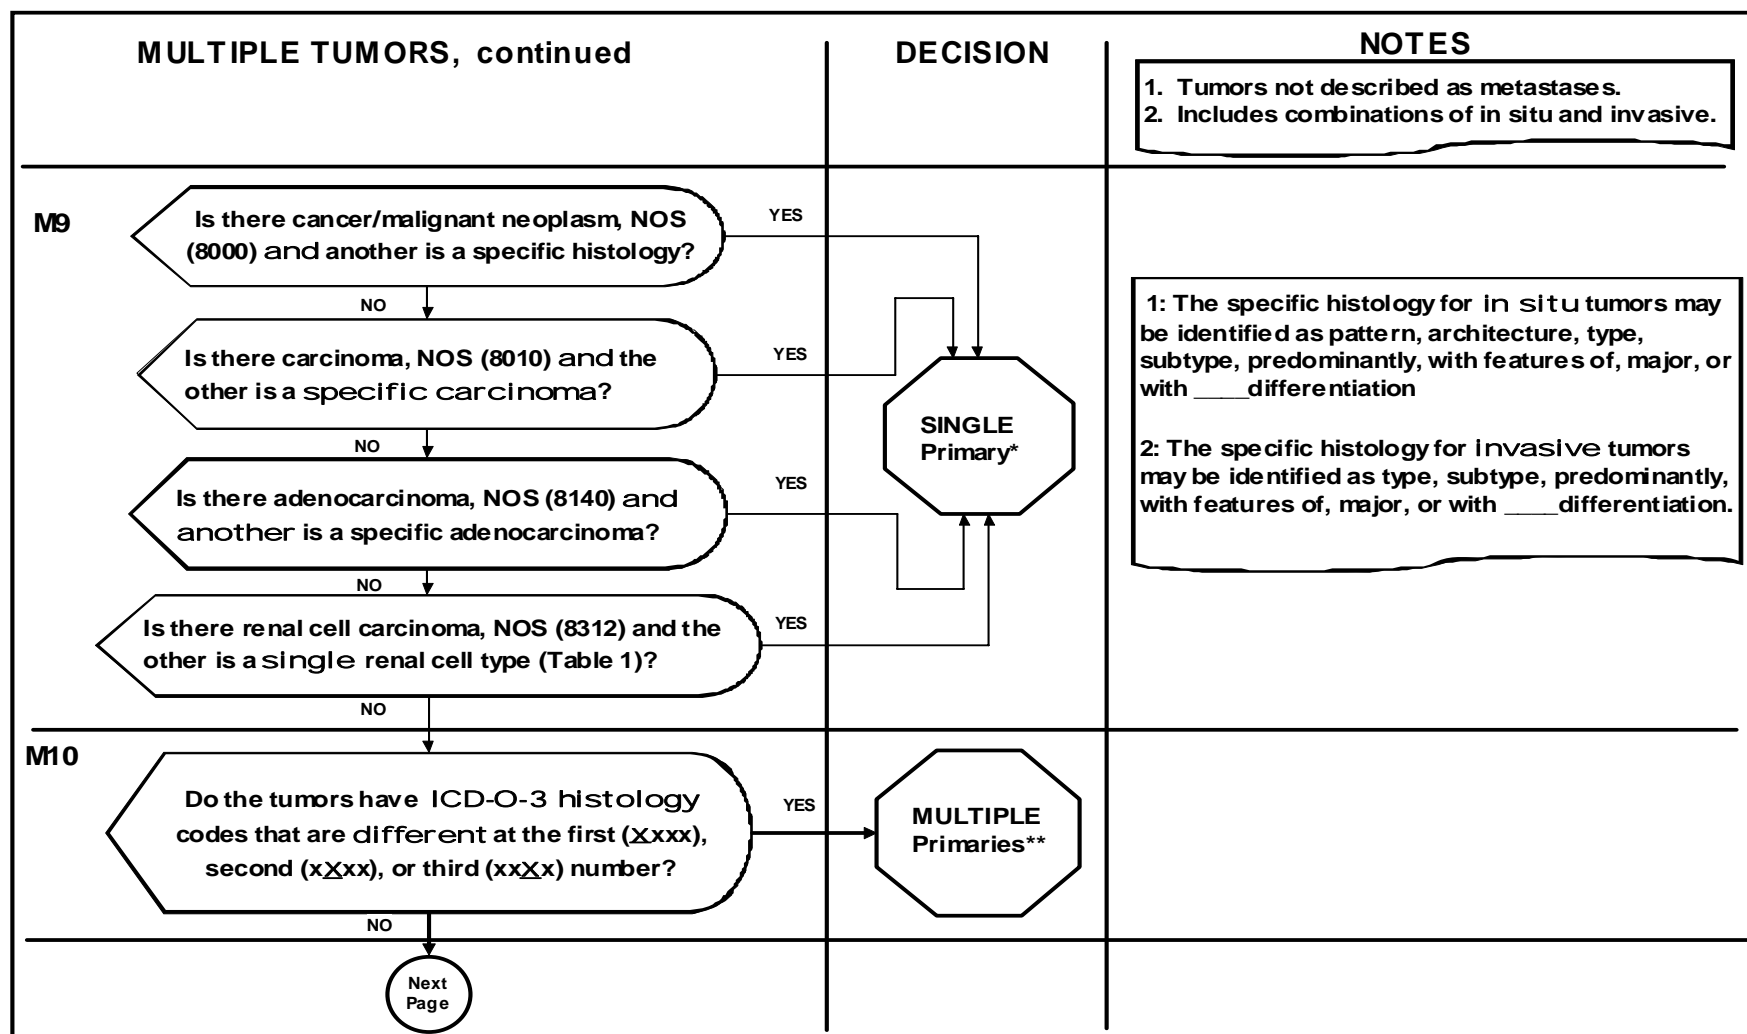 MULTIPLE TUMORS, continued
DECISION
NOTES
1. Tumors not described as metastases.
2. Includes combinations of in situ and invasive.
M9
Is there cancer/malignant neoplasm, NOS
(8000) and another is a specific histology?
YES
NO
Is there carcinoma, NOS (8010) and the
other is a specific carcinoma?
YES
NO
Is there adenocarcinoma, NOS (8140) and
another is a specific adenocarcinoma?
YES
NO
Is there renal cell carcinoma, NOS (8312) and the
other is a single renal cell type (Table 1)?
YES
NO
SINGLE
Primary*
1: The specific histology for in situ tumors may
be identified as pattern, architecture, type,
subtype, predominantly, with features of, major, or
with ____differentiation
2: The specific histology for invasive tumors
may be identified as type, subtype, predominantly,
with features of, major, or with ____differentiation.
M10
Do the tumors have ICD-O-3 histology
codes that are different at the first (Xxxx),
second (xXxx), or third (xxXx) number?
YES
MULTIPLE
Primaries**
NO
Next
Page